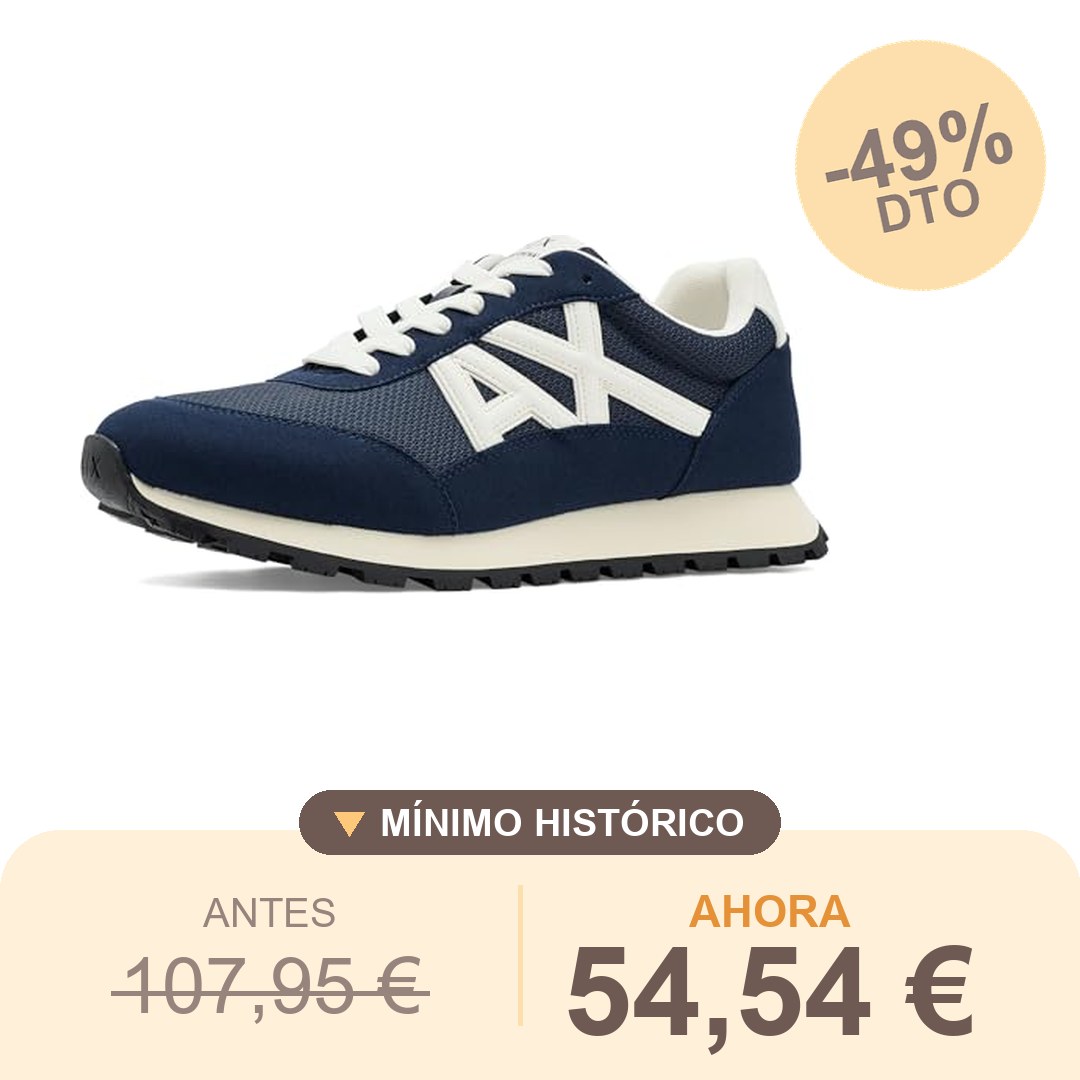 -49%
DTO
AX
MÍNIMO HISTÓRICO
ANTES
107,95 €
AHORA
54,54 €